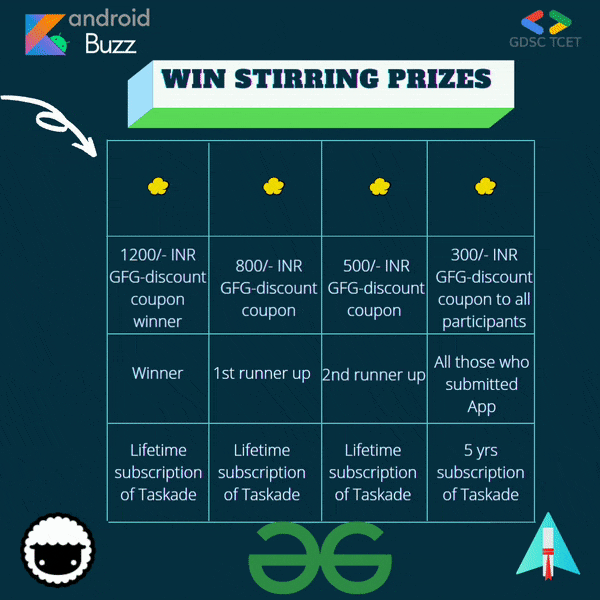 android
Buzz
GDSC TCET
WIN STIRRING PRIZES
1200/- INR
GFG-discount
coupon
winner
800/- INR
GFG-discount
coupon
500/- INR
GFG-discount
coupon
300/- INR
GFG-discount
coupon to all
participants
Winner
1st runner up
2nd runner up
All those who
submitted
App
Lifetime
subscription
of Taskade
Lifetime
subscription
of Taskade
Lifetime
subscription
of Taskade
5 yrs
subscription
of Taskade